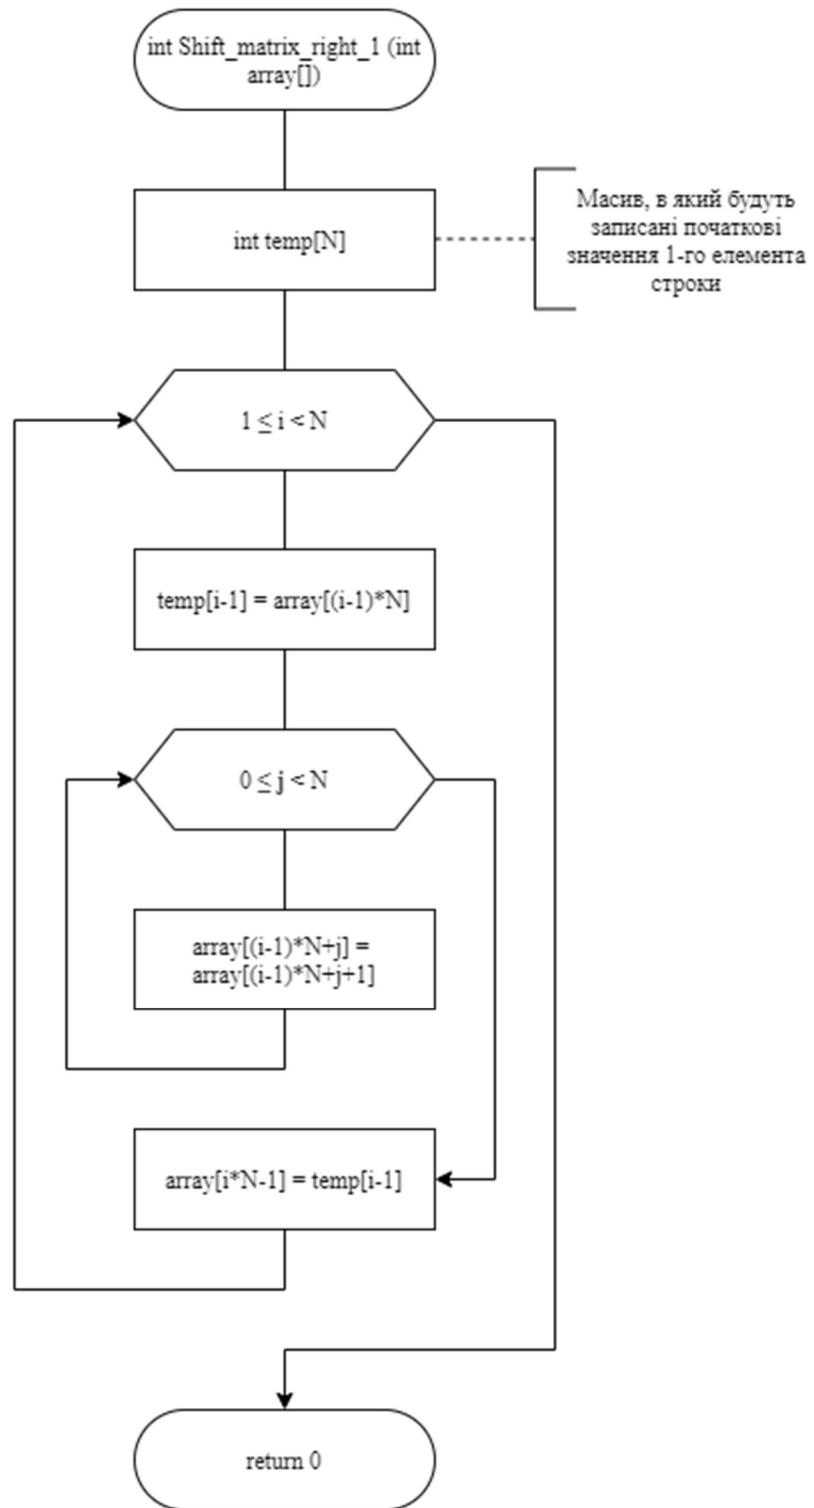 int Shift_matrix_right_1 (int
array[])
int temp[N]
Масив, в який будуть
записані початкові
значення 1-го елемента
строки
1 ≤ i < N
temp[i-1] = array[(i-1)*N]
0 ≤ j < N
array[(i-1)*N+j] =
array[(i-1)*N+j+1]
array[i*N-1] = temp[i-1]
return 0